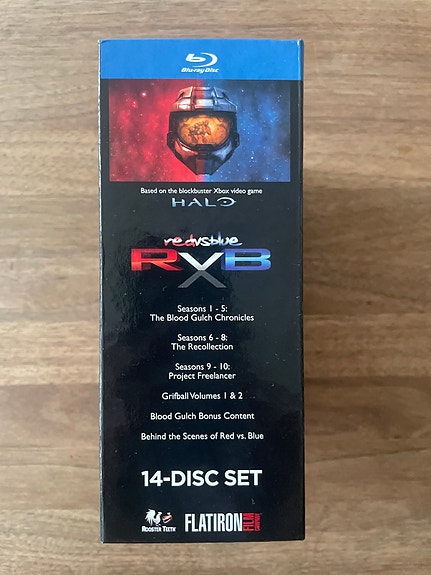 Blu-ray Disc
Based on the blockbuster Xbox video game
HALO
redvsblue
RvB
X
Seasons 1 - 5:
The Blood Gulch Chronicles
Seasons 6 - 8:
The Recollection
Seasons 9 - 10:
Project Freelancer
Grifball Volumes 1 & 2
Blood Gulch Bonus Content
Behind the Scenes of Red vs. Blue
14-DISC SET
ROOSTER TEETH
FLATIRON
FILM
COMPANY